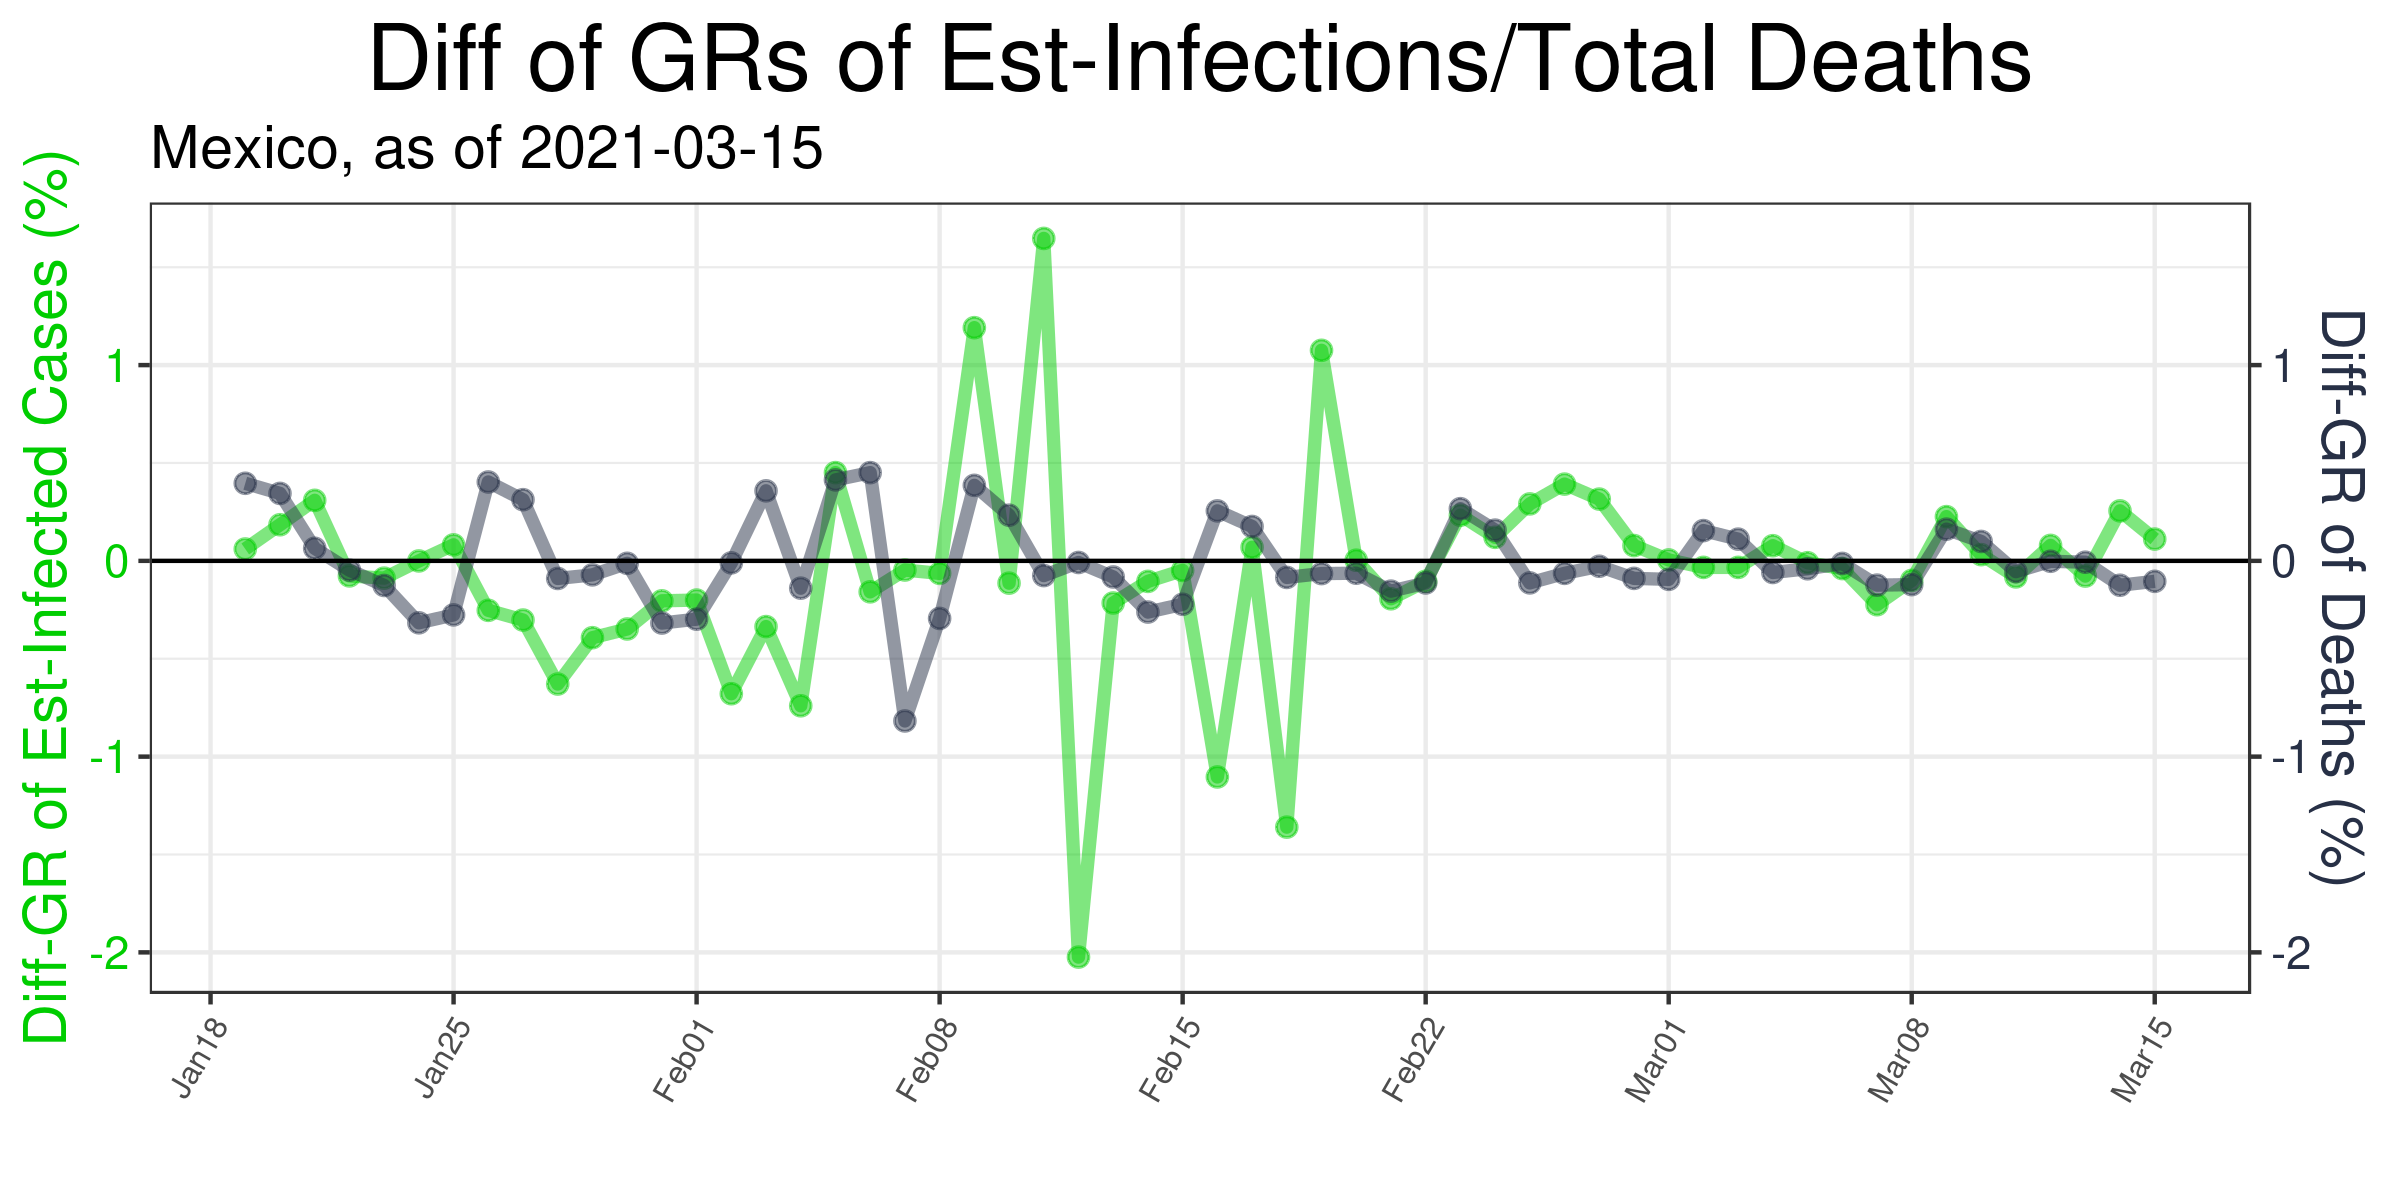 Diff of GRs of Est-Infections/Total Deaths
Mexico, as of 2021-03-15
Diff-GR of Est-Infected Cases (%)
1
0
-1
-2
1
0
-1
-2
Diff-GR of Deaths (%)
Jan18
Jan25
Feb01
Feb08
Feb15
Feb22
Mar01
Mar08
Mar15